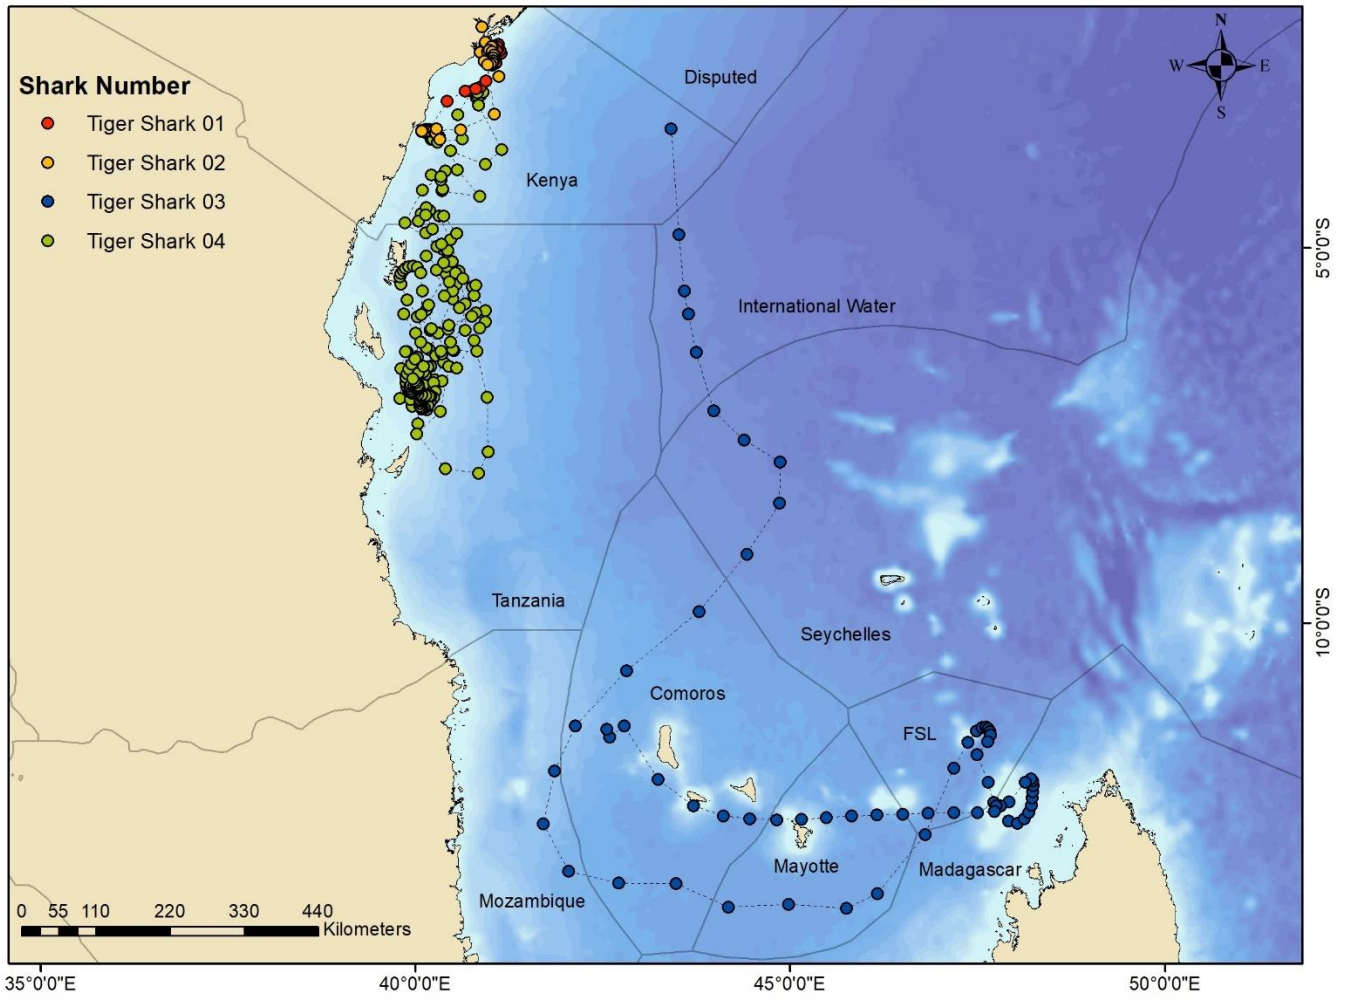 N
W E
S
Disputed
Shark Number
Tiger Shark 01
Tiger Shark 02
Tiger Shark 03
Tiger Shark 04
Kenya
5°0'0"S
International Water
Tanzania
Seychelles
10°0'0"S
Comoros
FSL
Mayotte
Madagascar
Mozambique
0 55 110 220 330 440
Kilometers
35°0'0"E 40°0'0"E 45°0'0"E 50°0'0"E